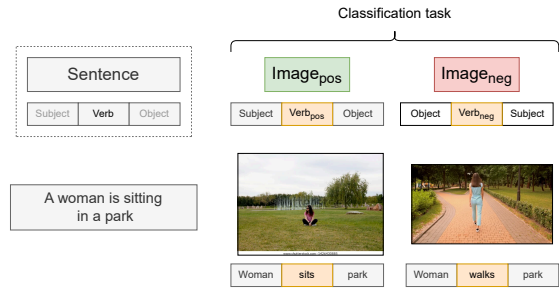 Classification task
Sentence
Image_pos
Image_neg
Subject Verb Object
Subject Verb_pos Object
Object Verb_neg Subject
A woman is sitting
in a park
Woman sits park
Woman walks park